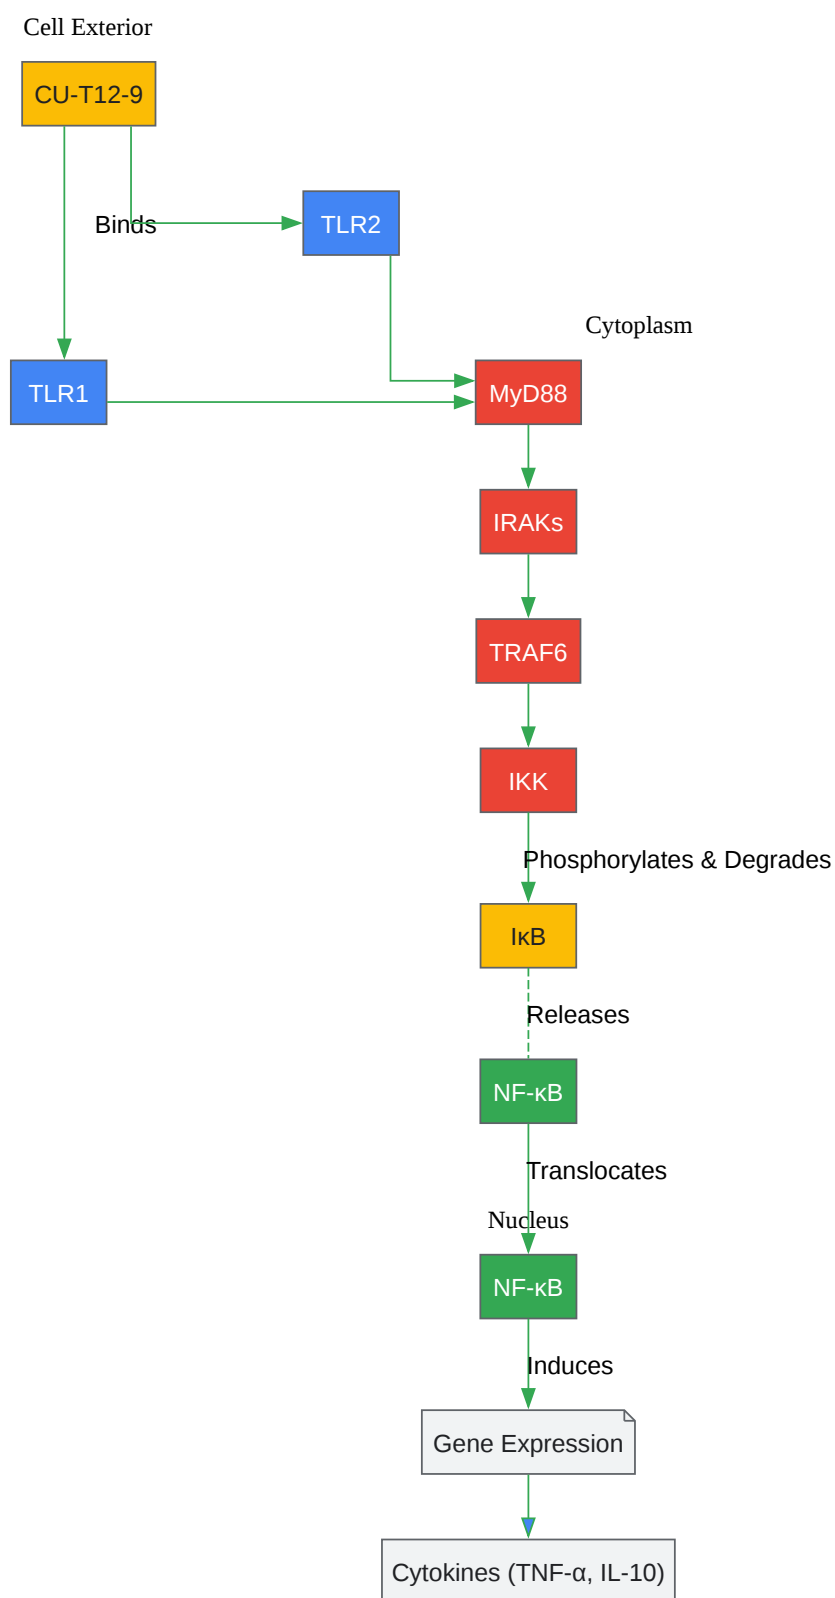 Cell Exterior
CU-T12-9
Binds
TLR2
Cytoplasm
TLR1
MyD88
IRAKs
TRAF6
IKK
Phosphorylates & Degrades
IκB
Releases
NF-κB
Translocates
Nucleus
NF-κB
Induces
Gene Expression
Cytokines (TNF-α, IL-10)